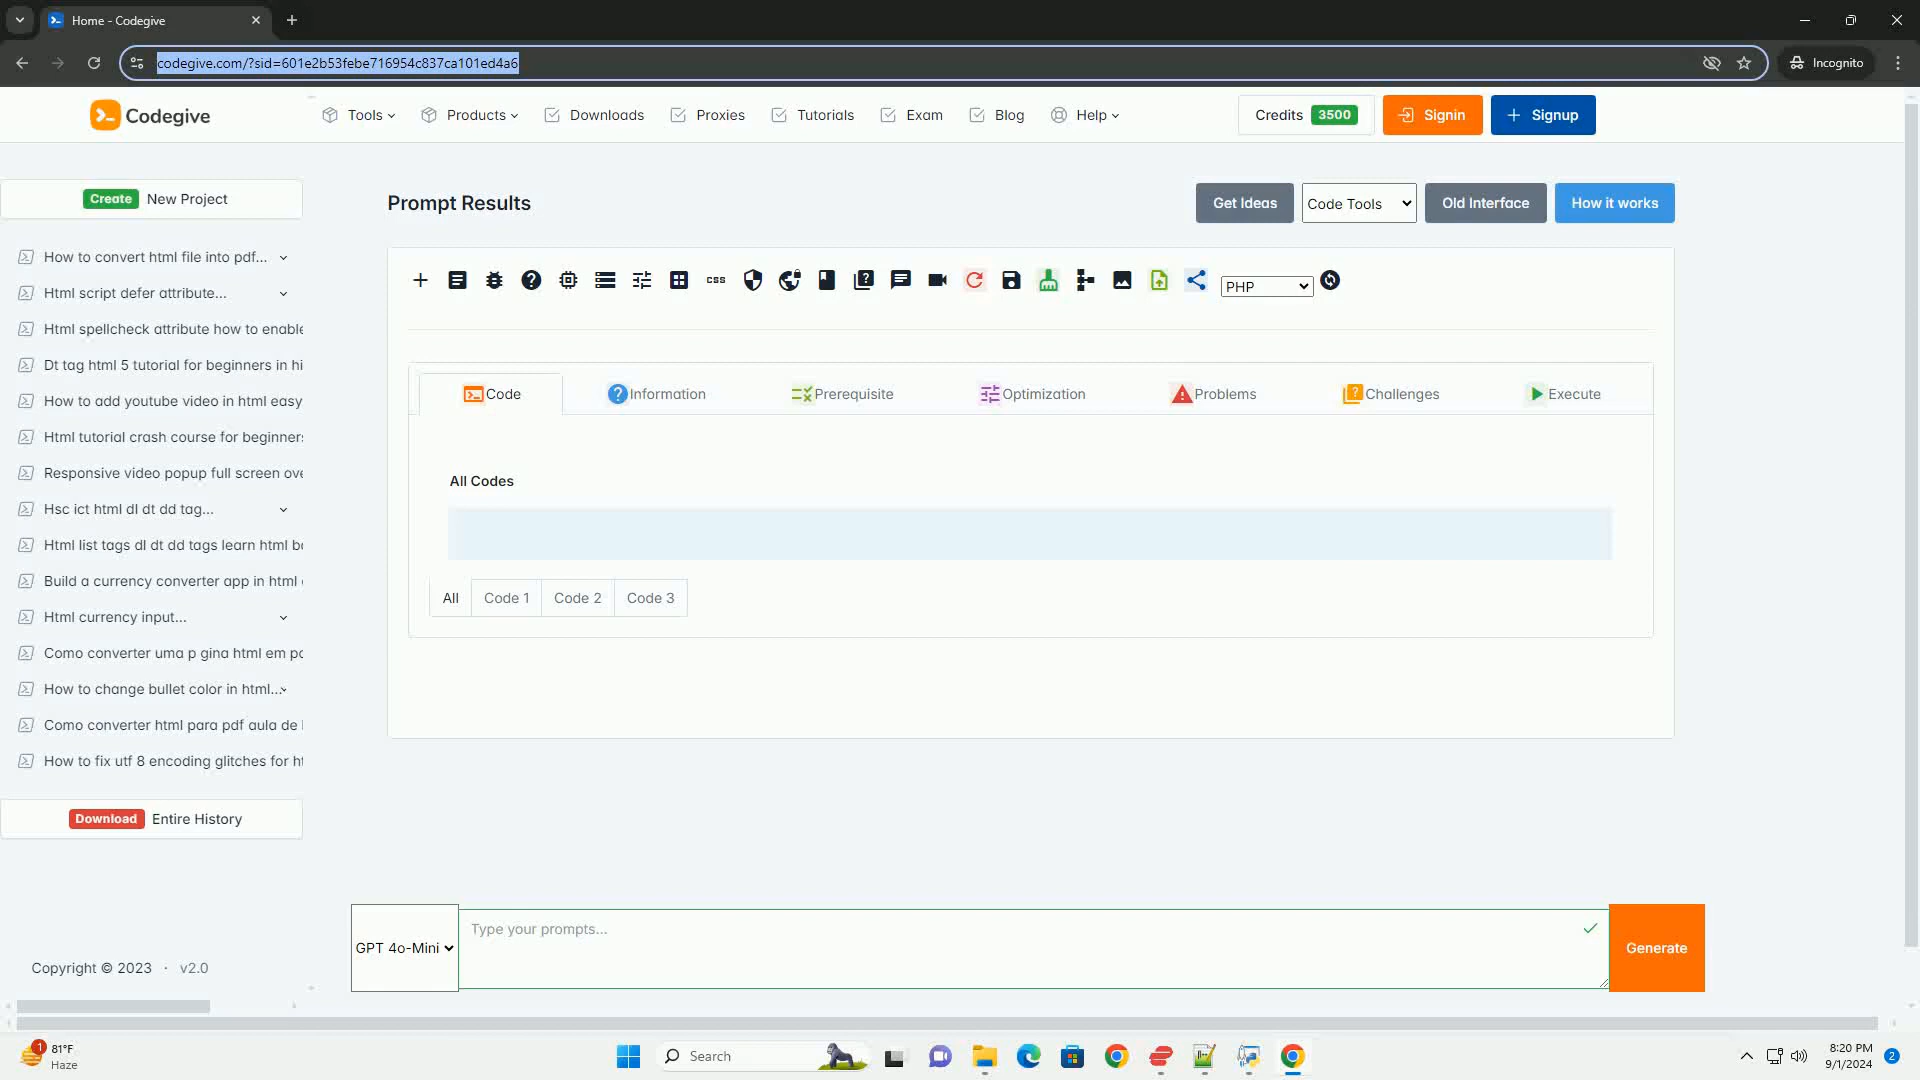 Home - Codegive
codegive.com/?sid=601e2b53febe716954c837ca101ed4a6
Incognito
Codegive
Tools
Products
Downloads
Proxies
Tutorials
Exam
Blog
Help
Credits 3500
Signin
Signup
Create New Project
How to convert html file into pdf...
Html script defer attribute...
Html spellcheck attribute how to enable
Dt tag html 5 tutorial for beginners in hi
How to add youtube video in html easy
Html tutorial crash course for beginners
Responsive video popup full screen ove
Hsc ict html dl dt dd tag...
Html list tags dl dt dd tags learn html ba
Build a currency converter app in html
Html currency input...
Como converter uma p gina html em pd
How to change bullet color in html...
Como converter html para pdf aula de
How to fix utf 8 encoding glitches for ht
Download Entire History
Copyright © 2023 · v2.0
Prompt Results
Get Ideas
Code Tools
Old Interface
How it works
css
PHP
Code
Information
Prerequisite
Optimization
Problems
Challenges
Execute
All Codes
All
Code 1
Code 2
Code 3
GPT 4o-Mini
Type your prompts...
Generate
1
81°F
Haze
Search
8:20 PM
9/1/2024
2